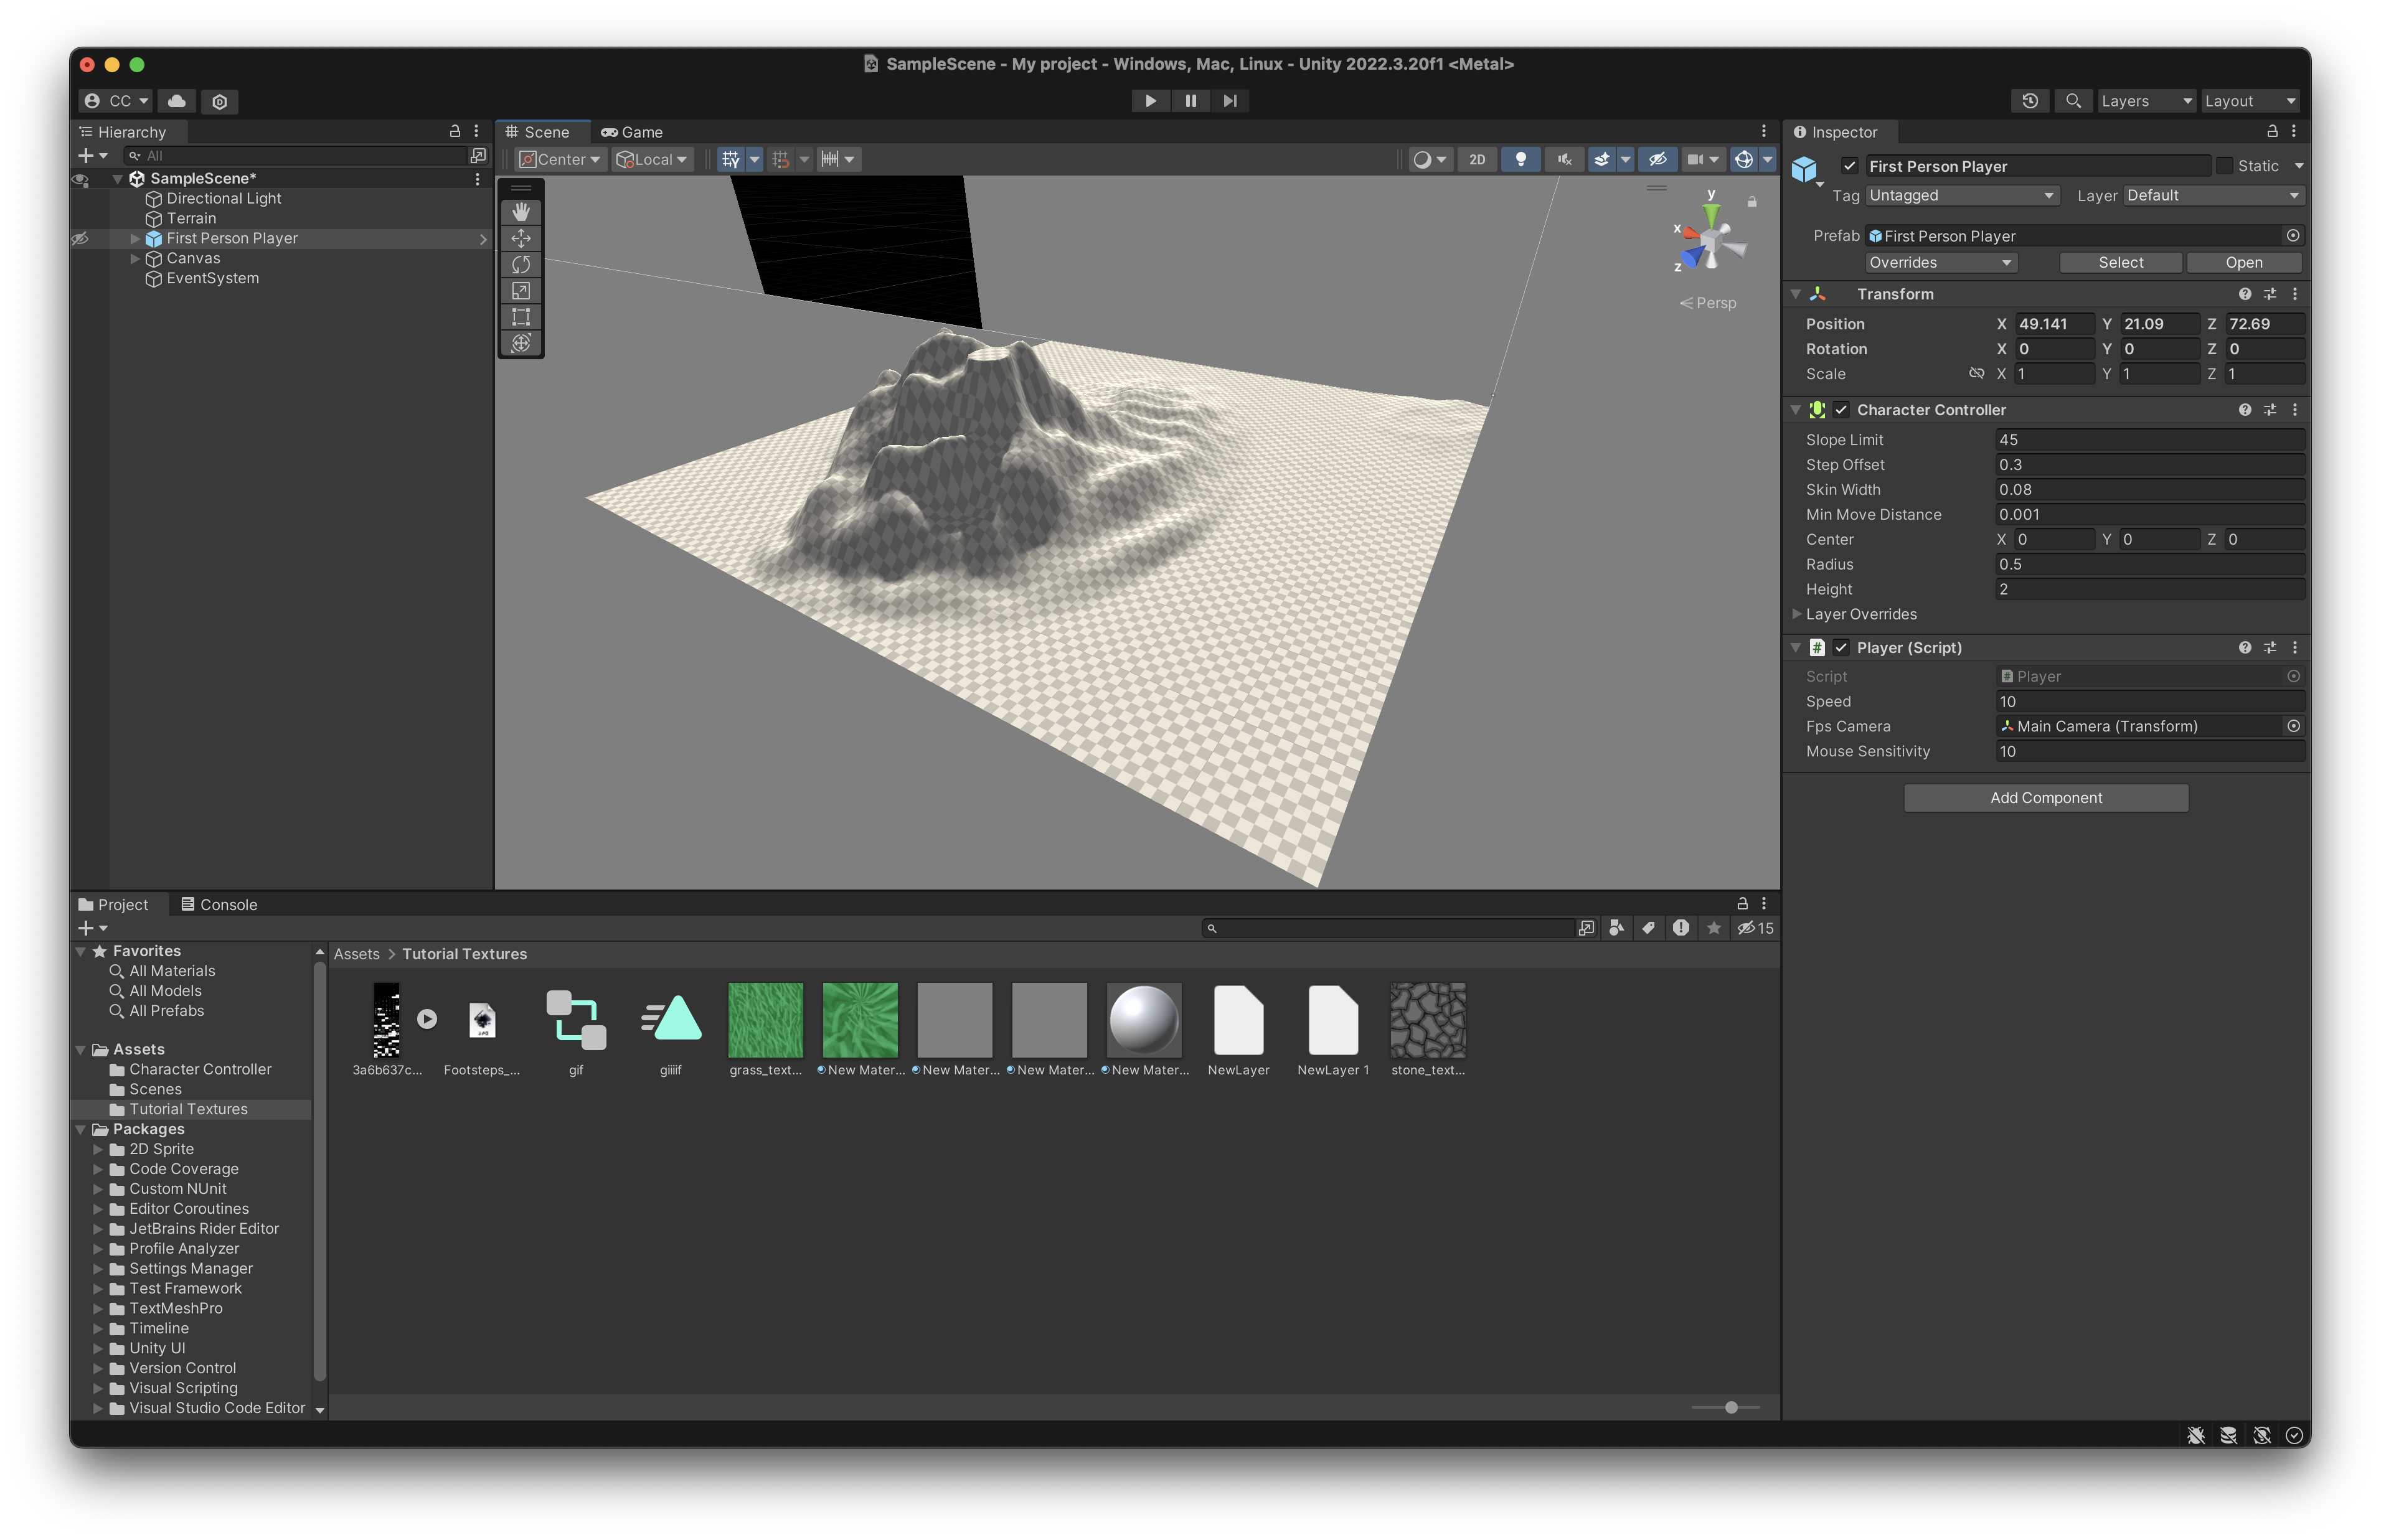 SampleScene - My project - Windows, Mac, Linux - Unity 2022.3.20f1 <Metal>
CC
Layers
Layout
Hierarchy
All
SampleScene*
Directional Light
Terrain
First Person Player
Canvas
EventSystem
Scene
Game
Center
Local
2D
y
x
z
Persp
Inspector
First Person Player
Static
Tag Untagged
Layer Default
Prefab First Person Player
Overrides
Select
Open
Transform
Position X 49.141 Y 21.09 Z 72.69
Rotation X 0 Y 0 Z 0
Scale X 1 Y 1 Z 1
Character Controller
Slope Limit 45
Step Offset 0.3
Skin Width 0.08
Min Move Distance 0.001
Center X 0 Y 0 Z 0
Radius 0.5
Height 2
Layer Overrides
Player (Script)
Script Player
Speed 10
Fps Camera Main Camera (Transform)
Mouse Sensitivity 10
Add Component
Project
Console
15
Favorites
All Materials
All Models
All Prefabs
Assets
Character Controller
Scenes
Tutorial Textures
Packages
2D Sprite
Code Coverage
Custom NUnit
Editor Coroutines
JetBrains Rider Editor
Profile Analyzer
Settings Manager
Test Framework
TextMeshPro
Timeline
Unity UI
Version Control
Visual Scripting
Visual Studio Code Editor
Assets > Tutorial Textures
3a6b637c...
Footsteps_...
gif
giiiif
grass_text...
New Mater...
New Mater...
New Mater...
New Mater...
NewLayer
NewLayer 1
stone_text...